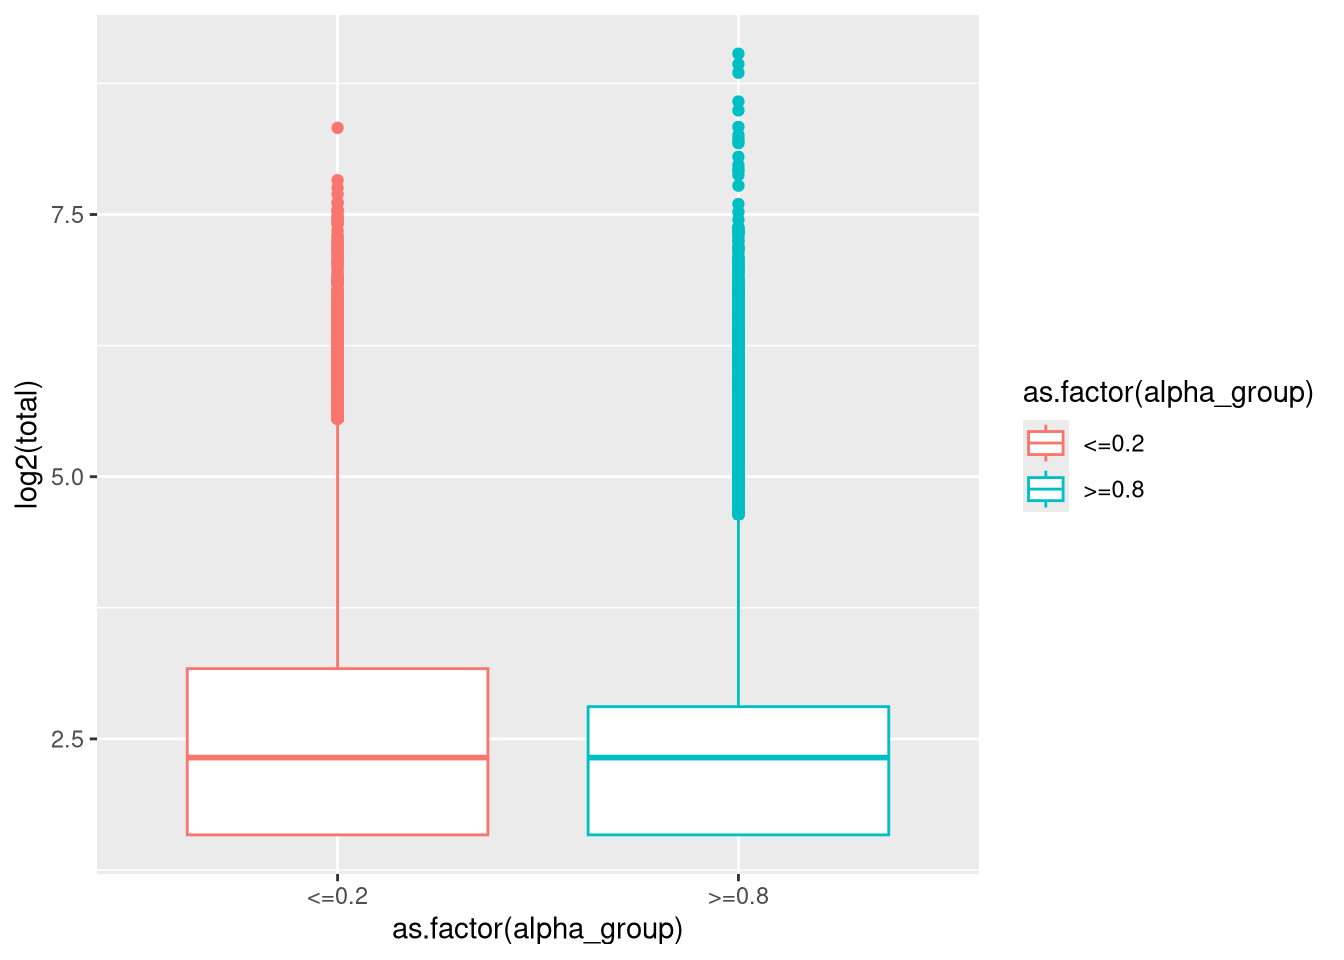 log2(total)
7.5
5.0
2.5
<=0.2
>=0.8
as.factor(alpha_group)
as.factor(alpha_group)
<=0.2
>=0.8